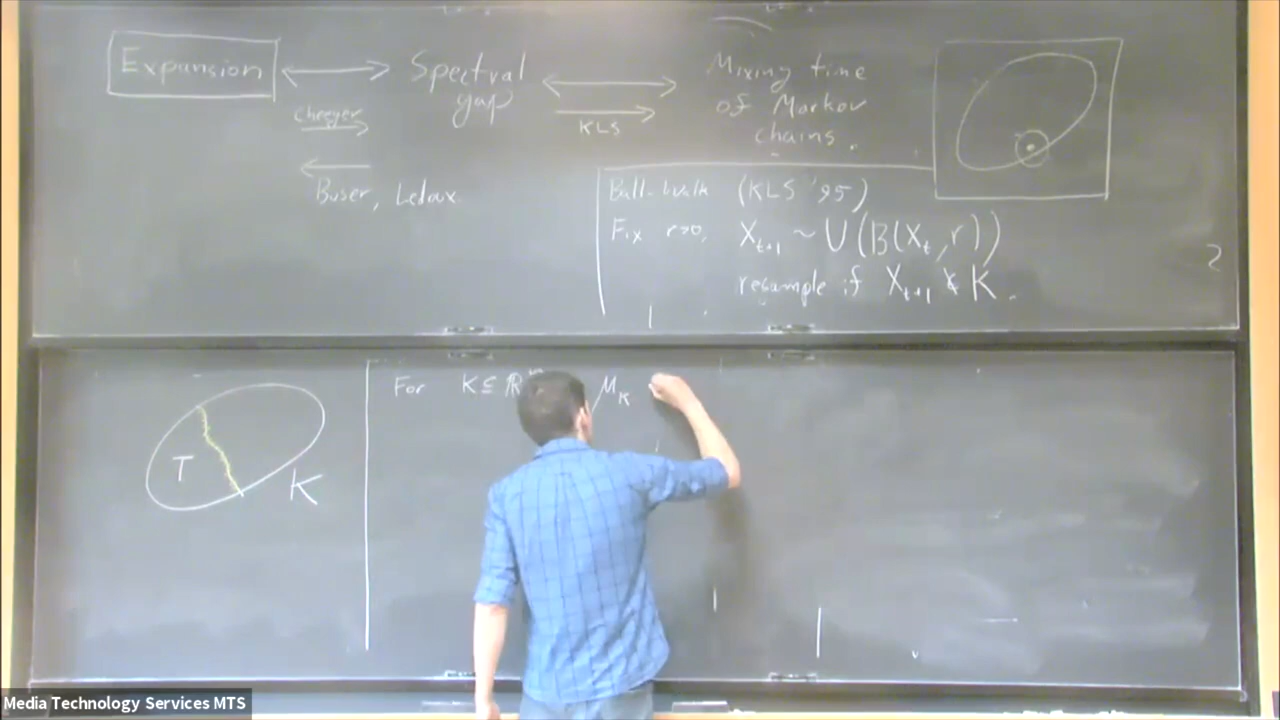 Expansion
Spectral
gap
Mixing time
of Markov
chains.
Cheeger
KLS
Buser, Ledoux
Ball-walk (KLS '95)
Fix r>0, X_{t+1} ~ U(B(X_t, r))
resample if X_{t+1} ∉ K.
T
K
For K ⊆ ℝ^n
M_K
Media Technology Services MTS